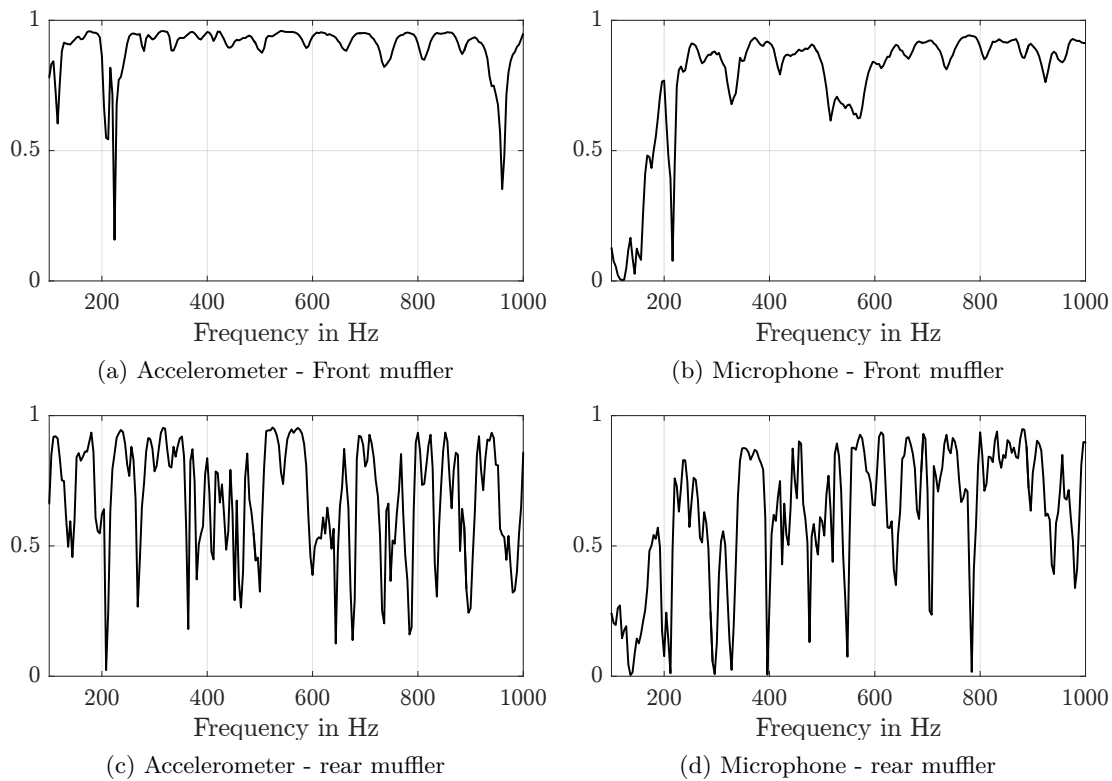 1
0.5
0
200 400 600 800 1000
Frequency in Hz
(a) Accelerometer - Front muffler
1
0.5
0
200 400 600 800 1000
Frequency in Hz
(b) Microphone - Front muffler
1
0.5
0
200 400 600 800 1000
Frequency in Hz
(c) Accelerometer - rear muffler
1
0.5
0
200 400 600 800 1000
Frequency in Hz
(d) Microphone - rear muffler